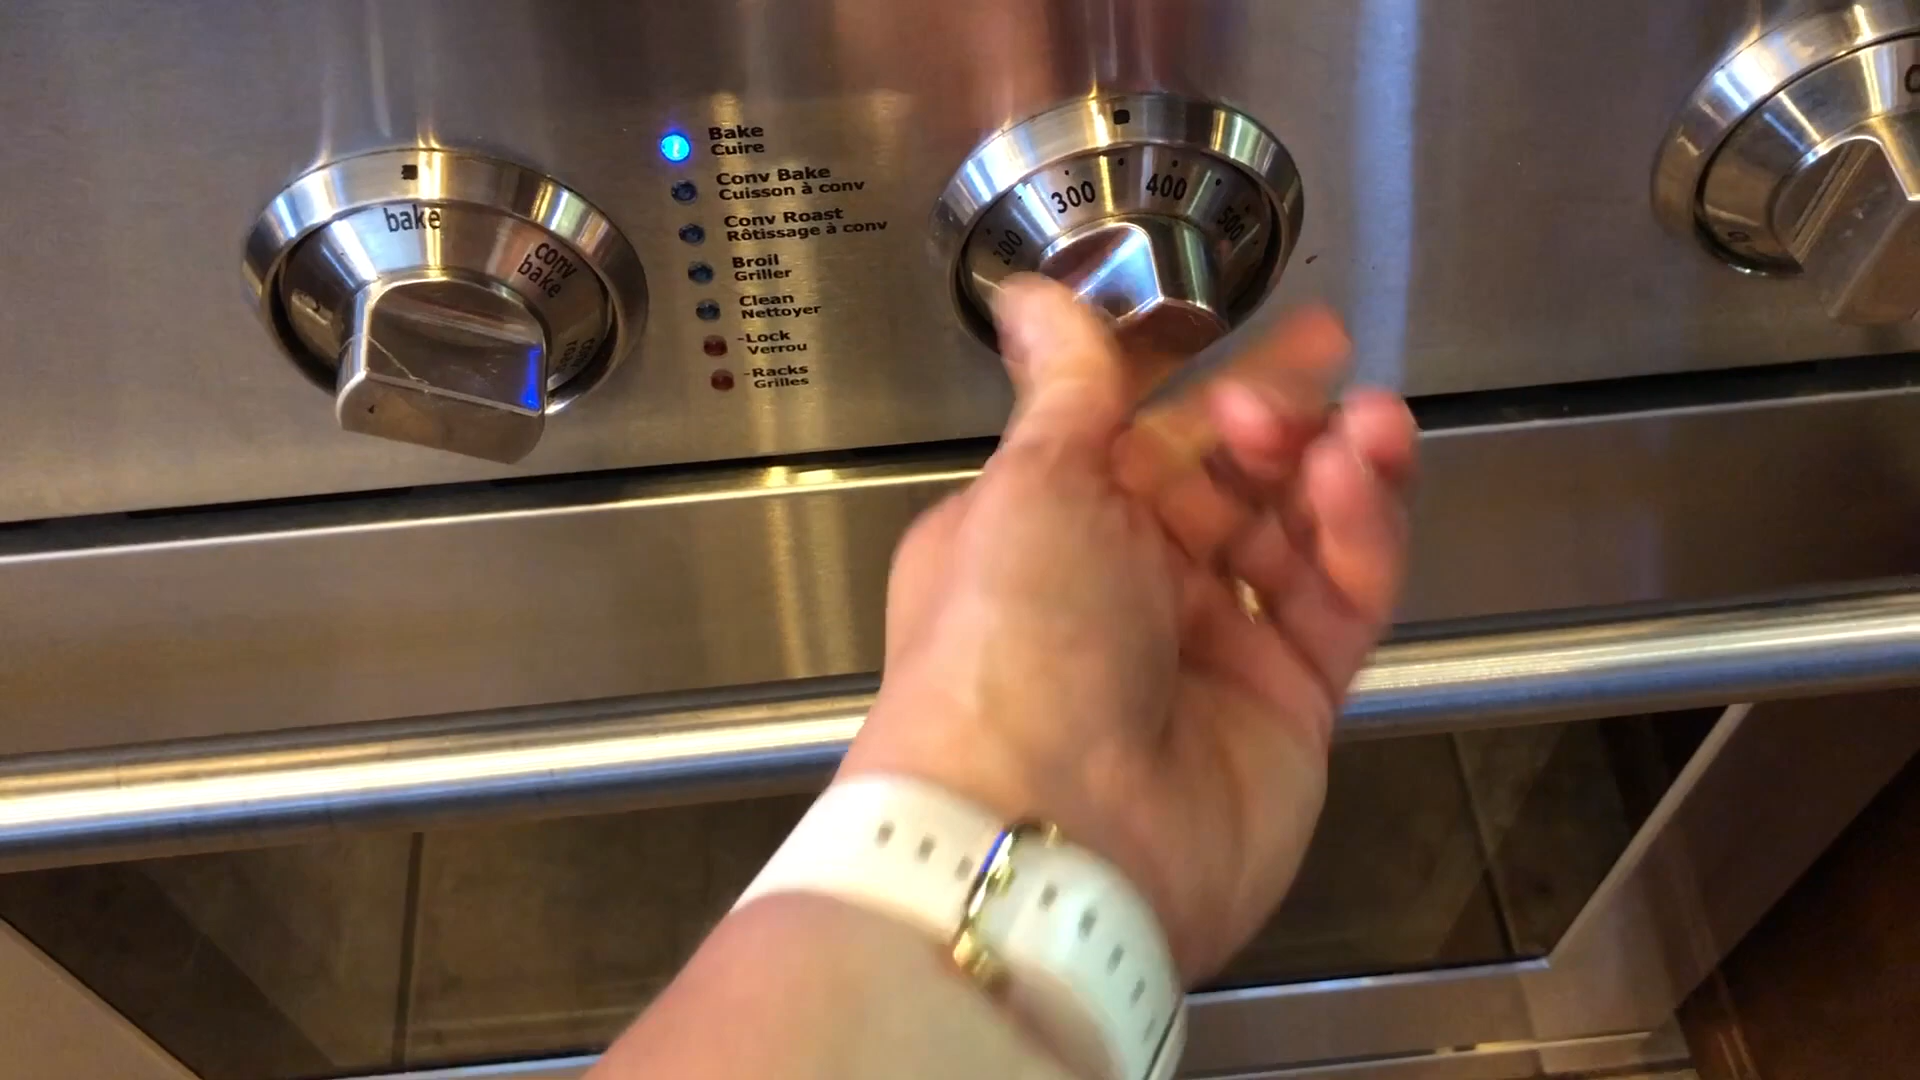 bake
conv
bake
Bake
Cuire
Conv Bake
Cuisson à conv
Conv Roast
Rôtissage à conv
Broil
Griller
Clean
Nettoyer
-Lock
Verrou
-Racks
Grilles
200
300
400
500